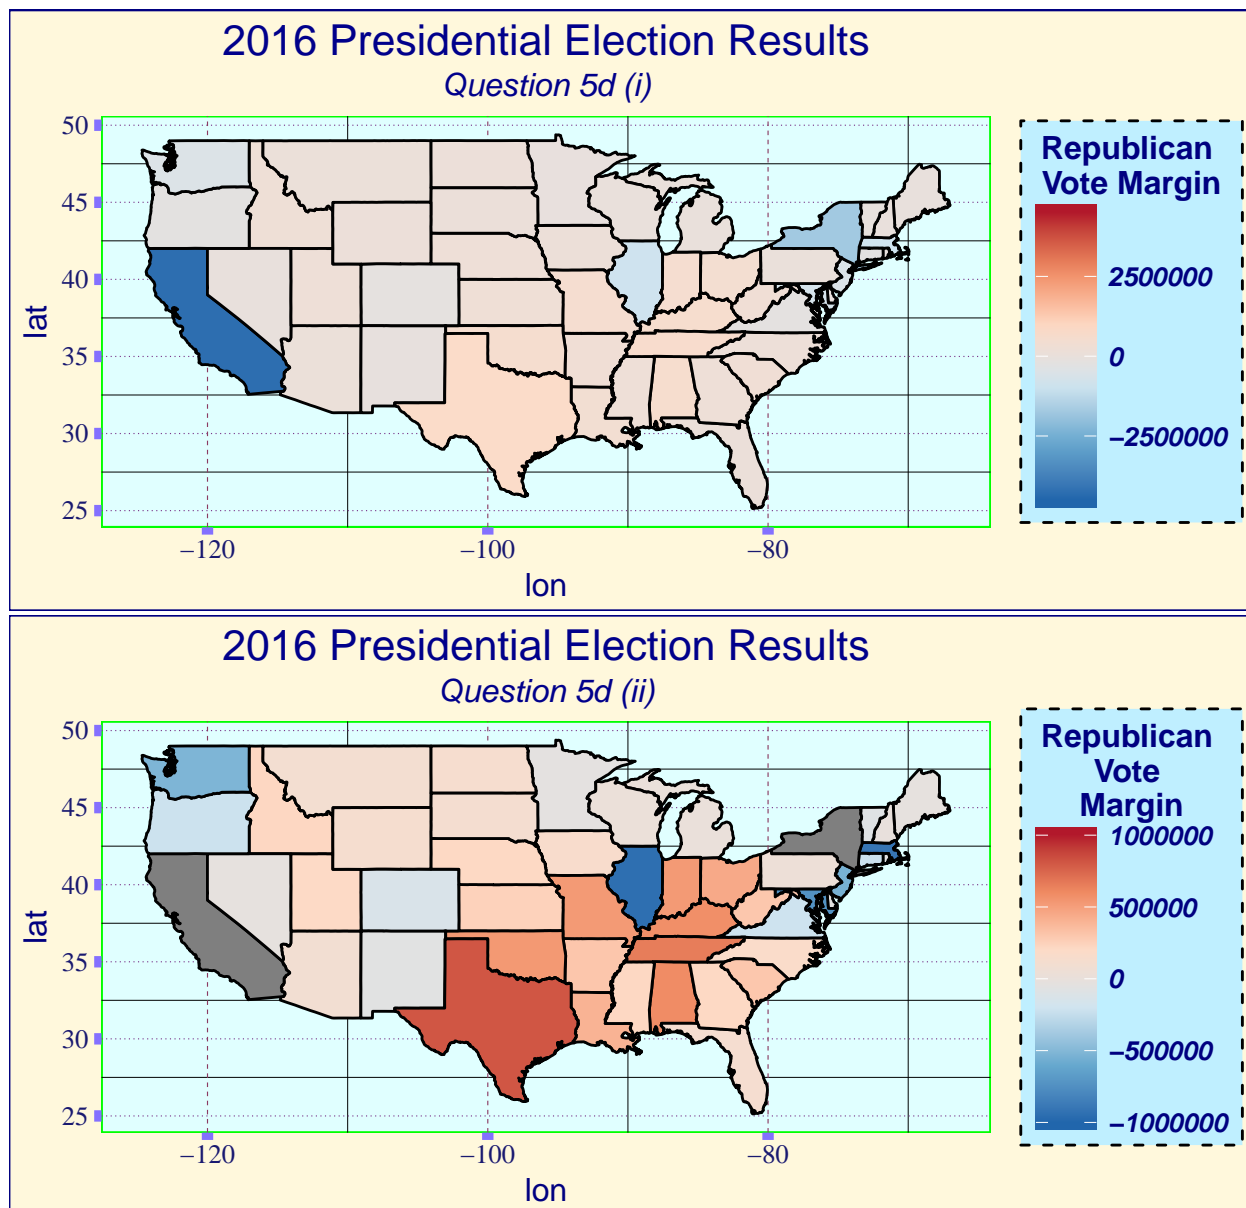 2016 Presidential Election Results
Question 5d (i)
50
45
40
35
30
25
lat
−120
−100
−80
lon
Republican
Vote Margin
2500000
0
−2500000
2016 Presidential Election Results
Question 5d (ii)
50
45
40
35
30
25
lat
−120
−100
−80
lon
Republican
Vote
Margin
1000000
500000
0
−500000
−1000000